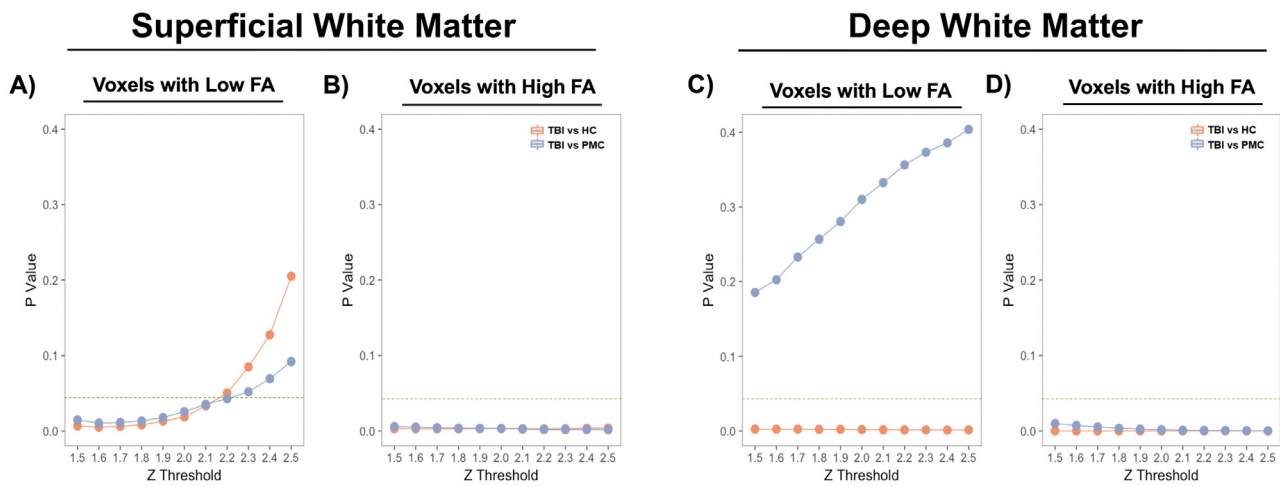 Superficial White Matter
Deep White Matter
A)
Voxels with Low FA
B)
Voxels with High FA
C)
Voxels with Low FA
D)
Voxels with High FA
P Value
0.4
0.3
0.2
0.1
0.0
1.5 1.6 1.7 1.8 1.9 2.0 2.1 2.2 2.3 2.4 2.5
Z Threshold
TBI vs HC
TBI vs PMC
P Value
0.4
0.3
0.2
0.1
0.0
1.5 1.6 1.7 1.8 1.9 2.0 2.1 2.2 2.3 2.4 2.5
Z Threshold
P Value
0.4
0.3
0.2
0.1
0.0
1.5 1.6 1.7 1.8 1.9 2.0 2.1 2.2 2.3 2.4 2.5
Z Threshold
TBI vs HC
TBI vs PMC
P Value
0.4
0.3
0.2
0.1
0.0
1.5 1.6 1.7 1.8 1.9 2.0 2.1 2.2 2.3 2.4 2.5
Z Threshold